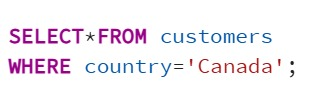 SELECT*FROM customers
WHERE country='Canada';